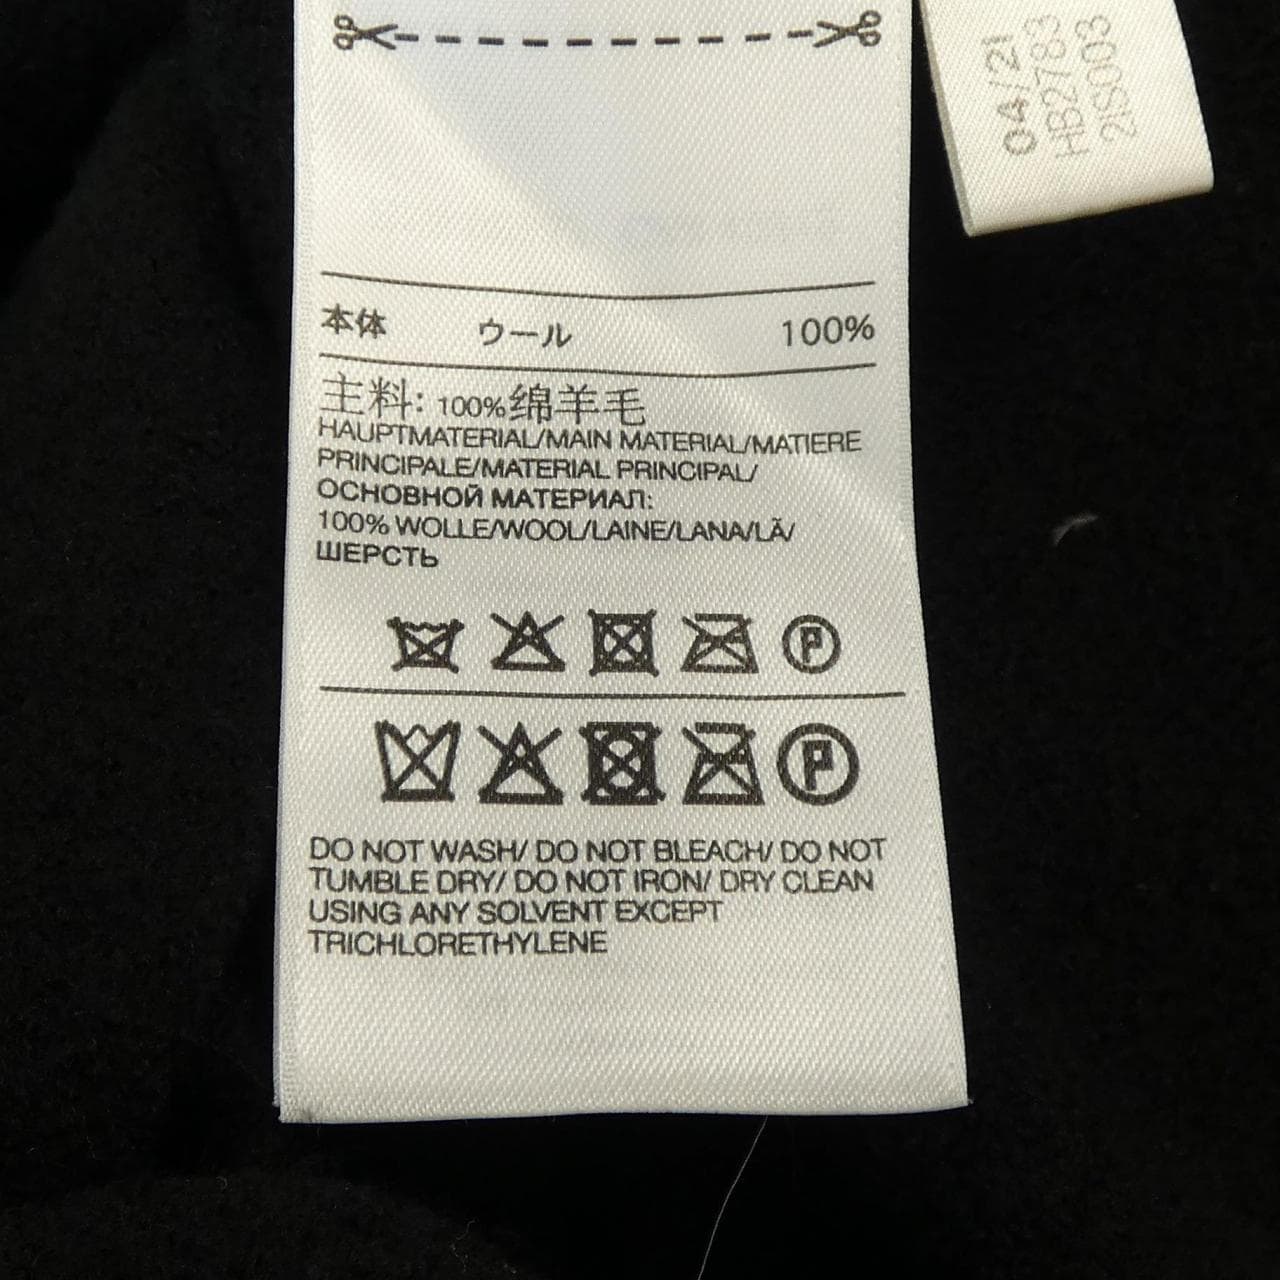 04/21
HB2783
2IS003
本体 ウール 100%
主料: 100%绵羊毛
HAUPTMATERIAL/MAIN MATERIAL/MATIERE
PRINCIPALE/MATERIAL PRINCIPAL/
ОСНОВНОЙ МАТЕРИАЛ:
100% WOLLE/WOOL/LAINE/LANA/LÃ/
ШЕРСТЬ
P
P
DO NOT WASH/ DO NOT BLEACH/ DO NOT
TUMBLE DRY/ DO NOT IRON/ DRY CLEAN
USING ANY SOLVENT EXCEPT
TRICHLORETHYLENE